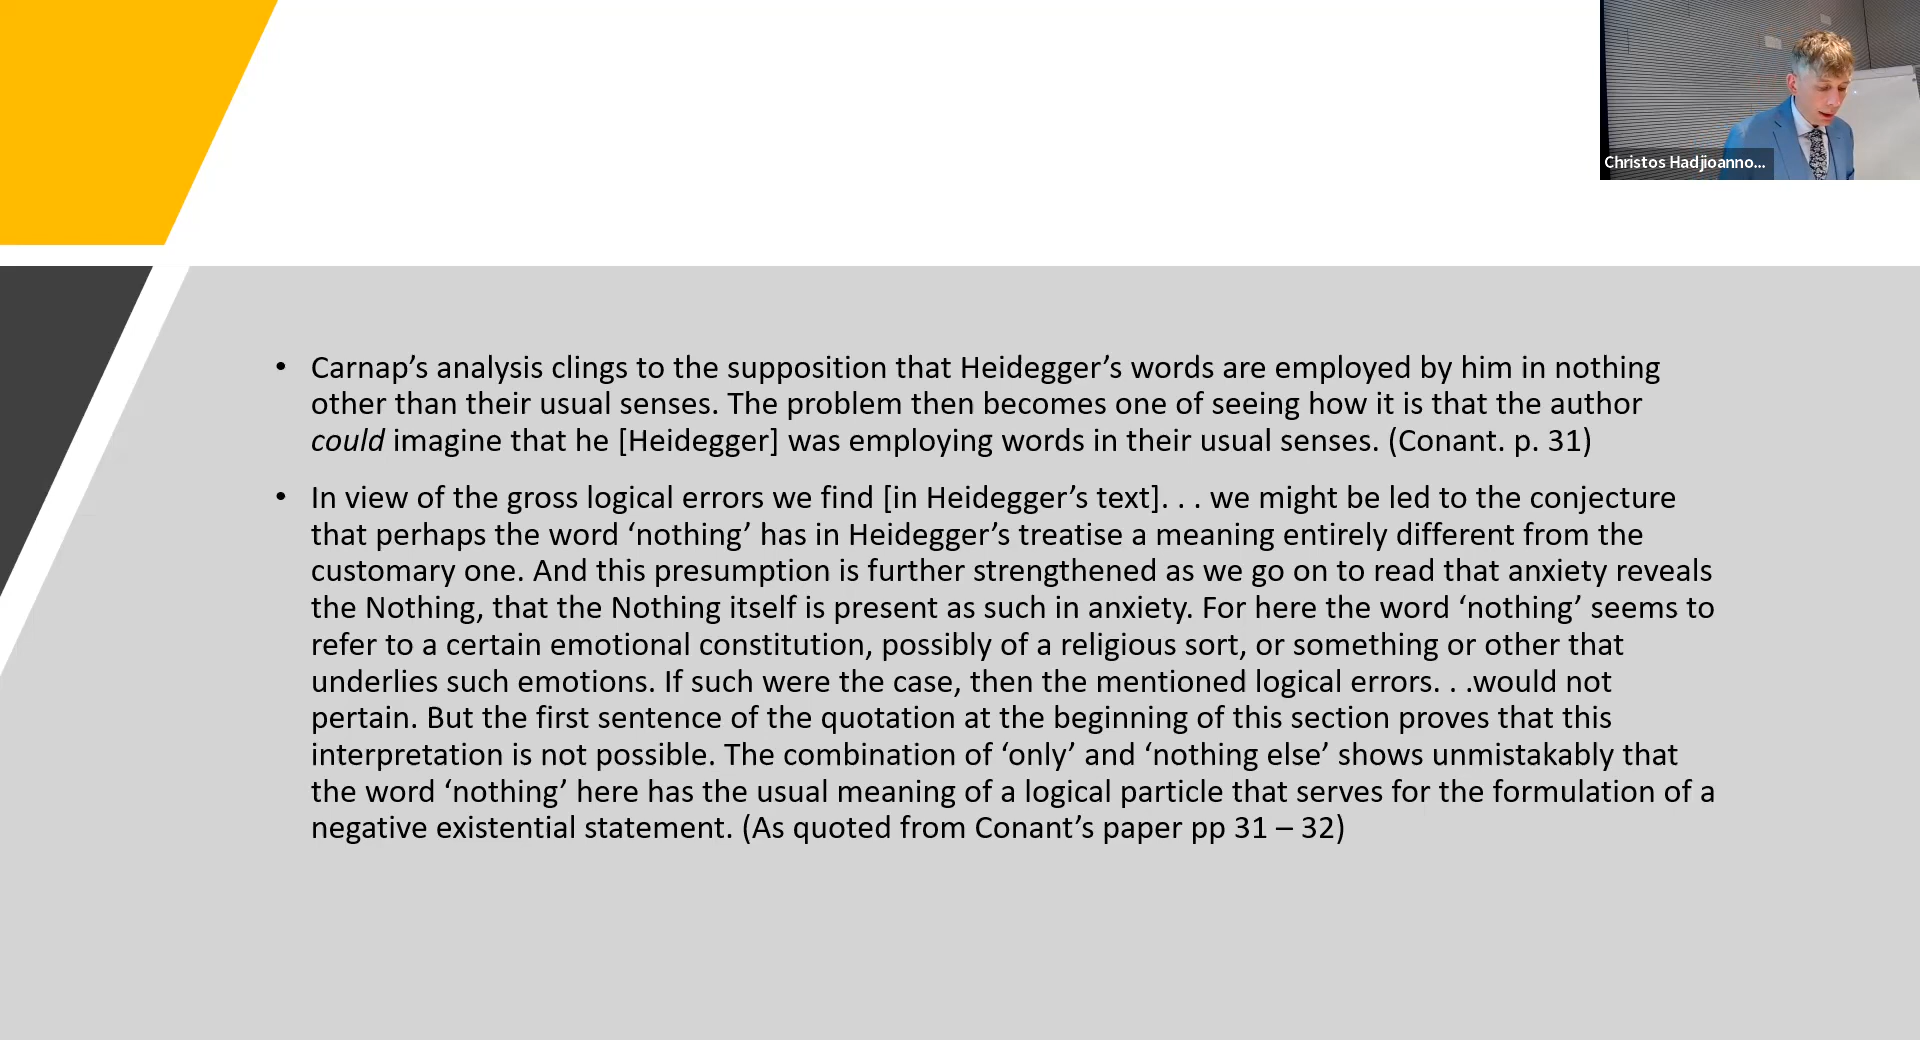 Christos Hadjioanno...
• Carnap’s analysis clings to the supposition that Heidegger’s words are employed by him in nothing
other than their usual senses. The problem then becomes one of seeing how it is that the author
could imagine that he [Heidegger] was employing words in their usual senses. (Conant. p. 31)
• In view of the gross logical errors we find [in Heidegger’s text]. . . we might be led to the conjecture
that perhaps the word ‘nothing’ has in Heidegger’s treatise a meaning entirely different from the
customary one. And this presumption is further strengthened as we go on to read that anxiety reveals
the Nothing, that the Nothing itself is present as such in anxiety. For here the word ‘nothing’ seems to
refer to a certain emotional constitution, possibly of a religious sort, or something or other that
underlies such emotions. If such were the case, then the mentioned logical errors. . .would not
pertain. But the first sentence of the quotation at the beginning of this section proves that this
interpretation is not possible. The combination of ‘only’ and ‘nothing else’ shows unmistakably that
the word ‘nothing’ here has the usual meaning of a logical particle that serves for the formulation of a
negative existential statement. (As quoted from Conant’s paper pp 31 – 32)